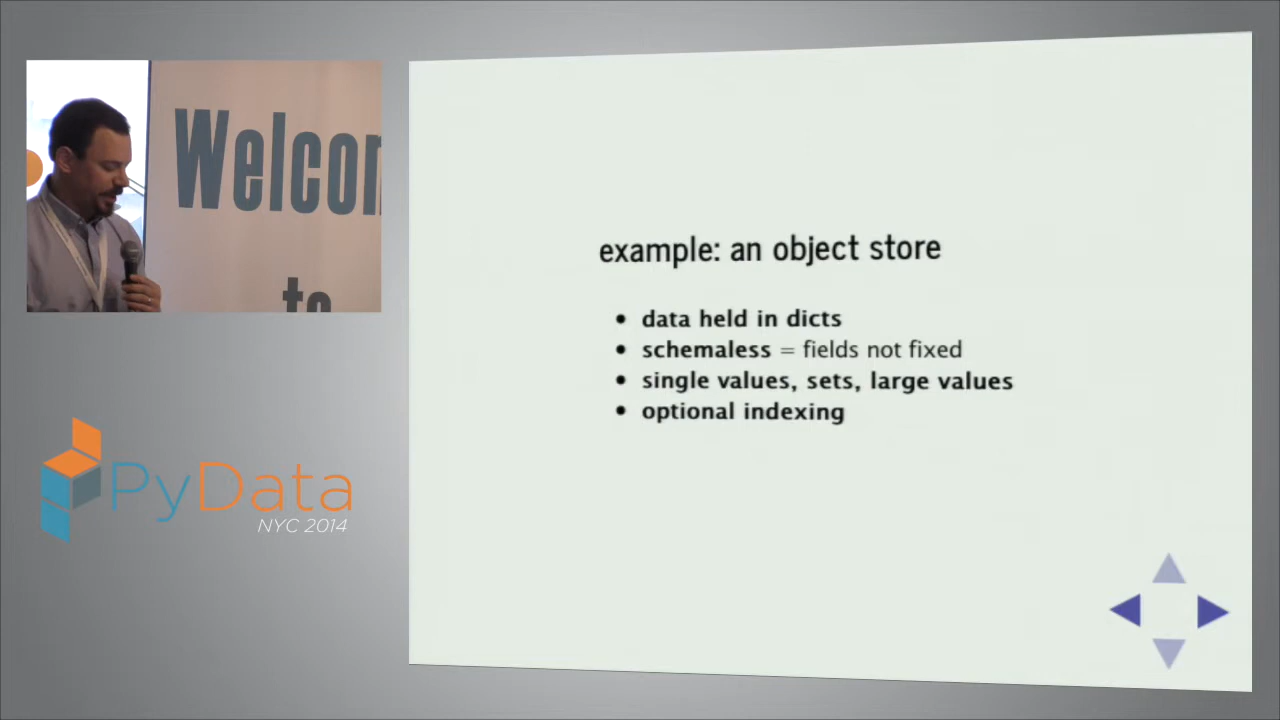 Welcom
to
PyData
NYC 2014
example: an object store
• data held in dicts
• schemaless = fields not fixed
• single values, sets, large values
• optional indexing